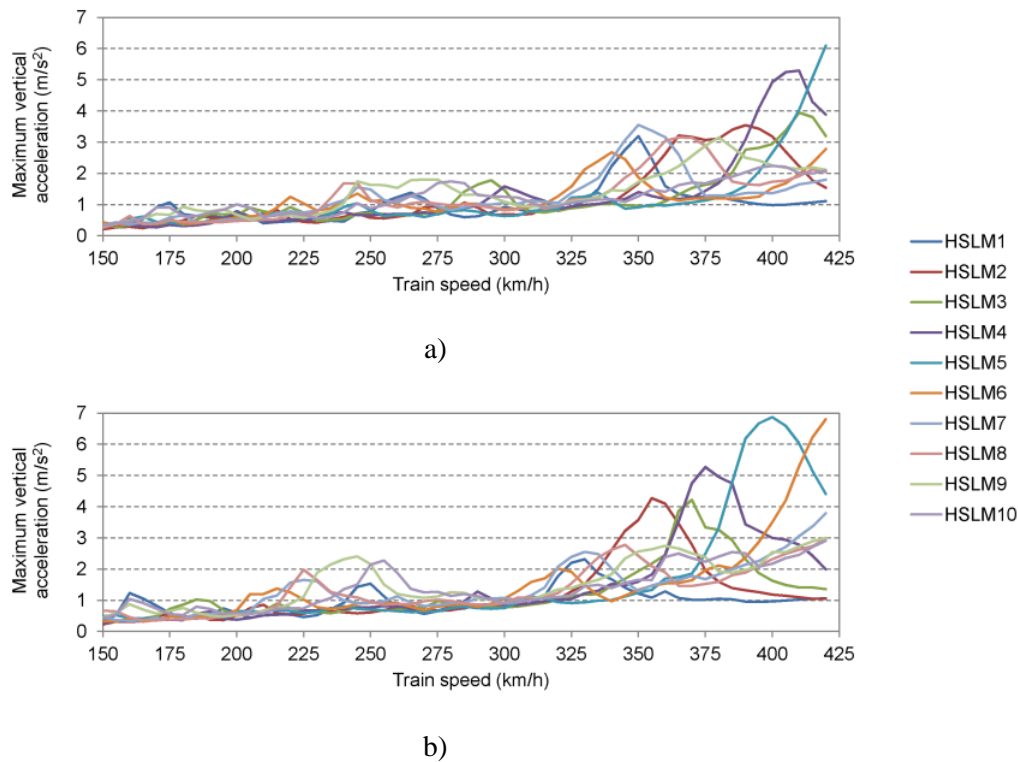 Maximum vertical
acceleration (m/s²)
7
6
5
4
3
2
1
0
150 175 200 225 250 275 300 325 350 375 400 425
Train speed (km/h)
a)
Maximum vertical
acceleration (m/s²)
7
6
5
4
3
2
1
0
150 175 200 225 250 275 300 325 350 375 400 425
Train speed (km/h)
b)
HSLM1
HSLM2
HSLM3
HSLM4
HSLM5
HSLM6
HSLM7
HSLM8
HSLM9
HSLM10